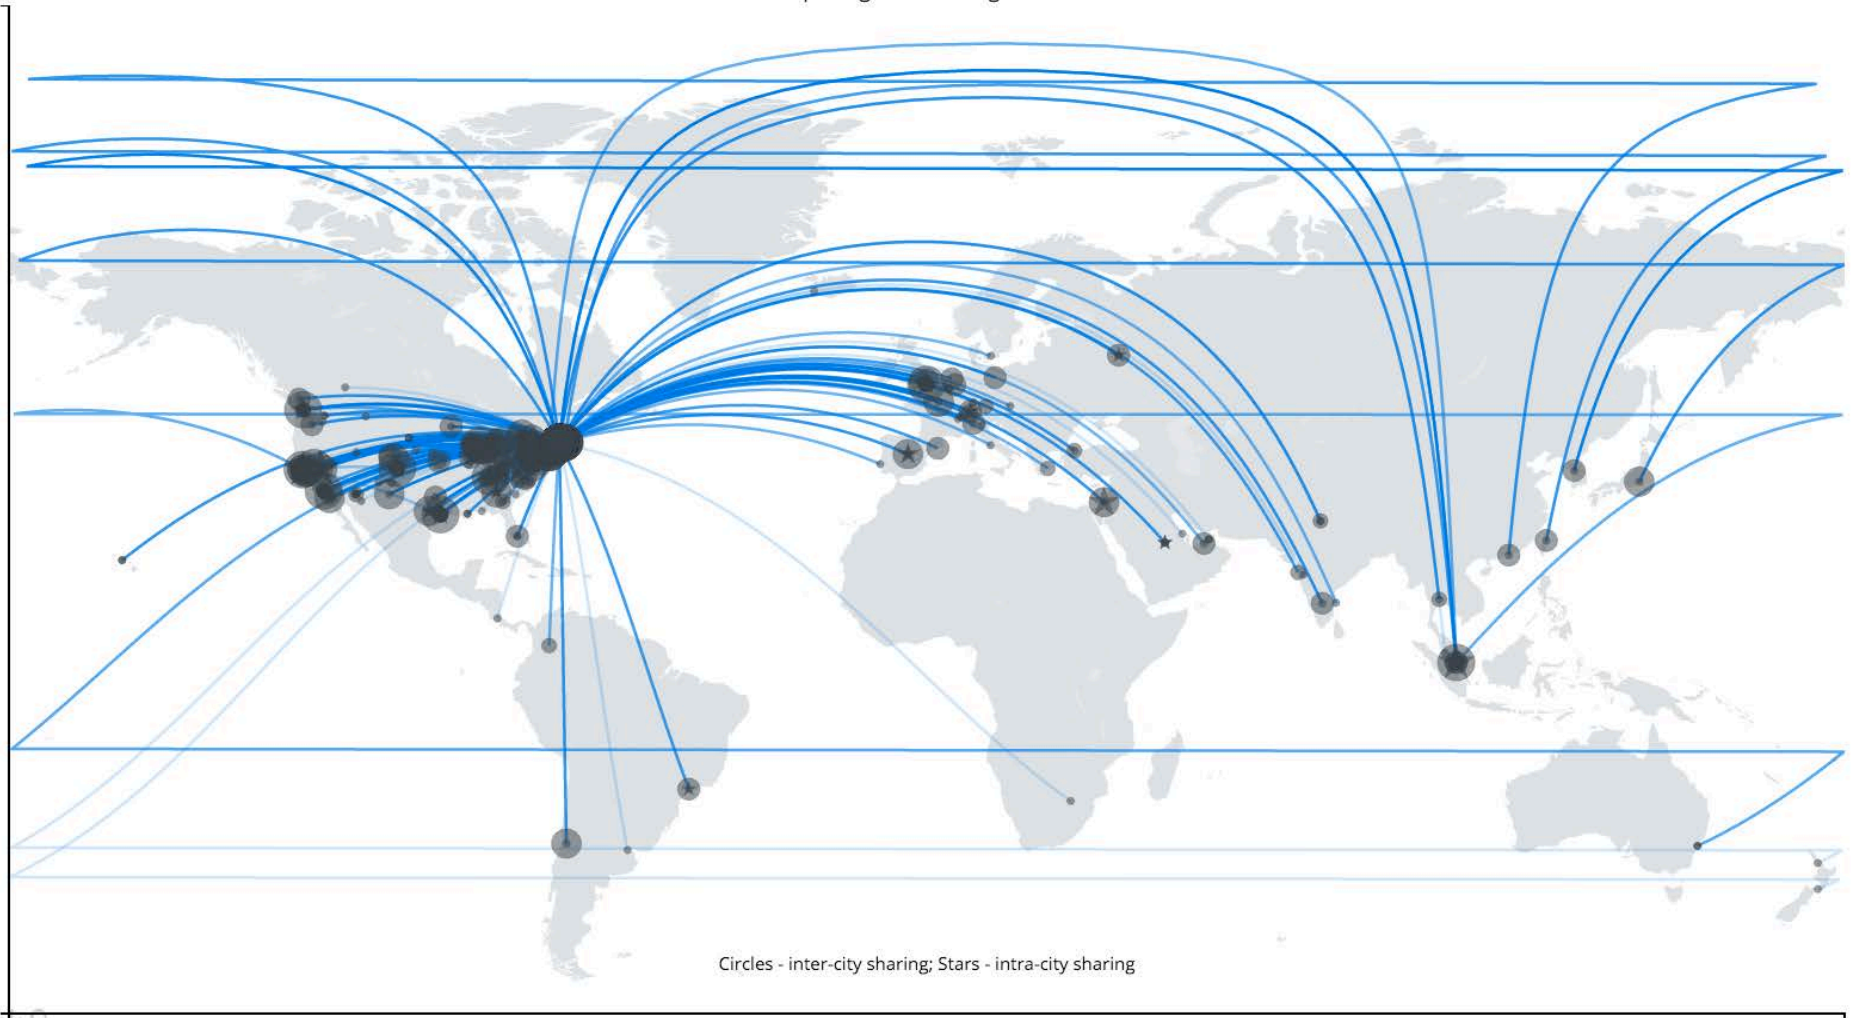 Circles - inter-city sharing; Stars - intra-city sharing